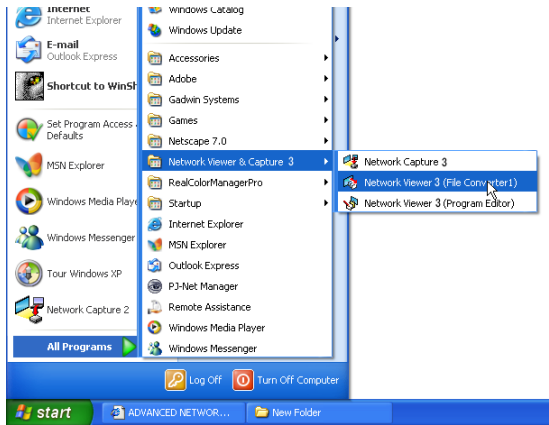 Internet
Internet Explorer
E-mail
Outlook Express
Shortcut to WinSh
Set Program Access
Defaults
MSN Explorer
Windows Media Playe
Windows Messenger
Tour Windows XP
Network Capture 2
All Programs
Windows Catalog
Windows Update
Accessories
Adobe
Gadwin Systems
Games
Netscape 7.0
Network Viewer & Capture 3
RealColorManagerPro
Startup
Internet Explorer
MSN Explorer
Outlook Express
PJ-Net Manager
Remote Assistance
Windows Media Player
Windows Messenger
Network Capture 3
Network Viewer 3 (File Converter1)
Network Viewer 3 (Program Editor)
Log Off
Turn Off Computer
start
ADVANCED NETWOR...
New Folder